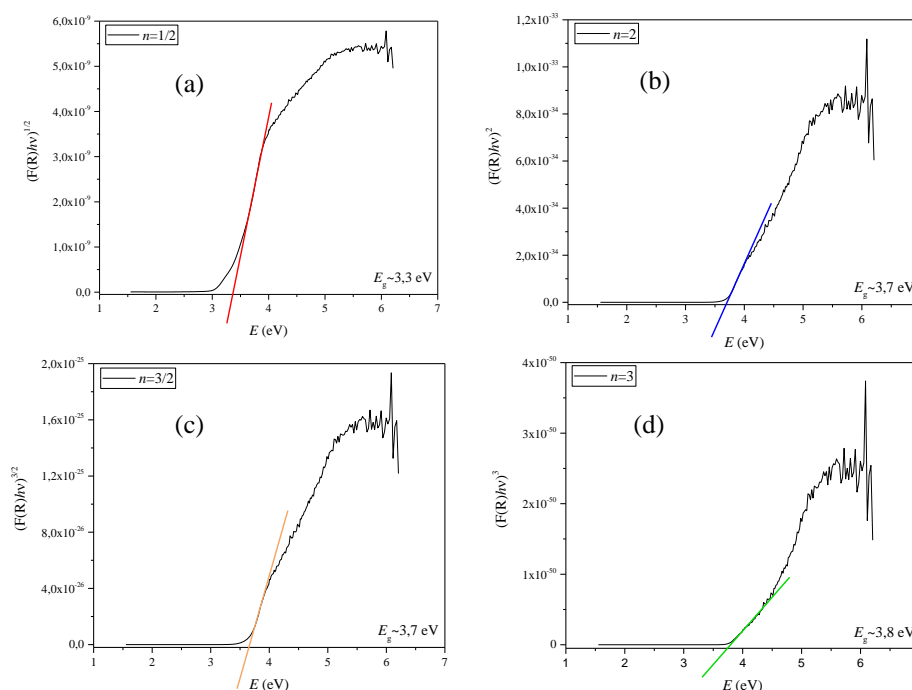 n=1/2
(a)
6,0x10⁻⁹
5,0x10⁻⁹
4,0x10⁻⁹
3,0x10⁻⁹
2,0x10⁻⁹
1,0x10⁻⁹
0,0
(F(R)hν)^1/2
E_g~3,3 eV
1 2 3 4 5 6 7
E (eV)
n=2
(b)
1,2x10⁻³³
8,0x10⁻³⁴
6,0x10⁻³⁴
4,0x10⁻³⁴
2,0x10⁻³⁴
0,0
1,0x10⁻³³
(F(R)hν)²
E_g~3,7 eV
1 2 3 4 5 6
E (eV)
n=3/2
(c)
2,0x10⁻²⁵
1,6x10⁻²⁵
1,2x10⁻²⁵
8,0x10⁻²⁶
4,0x10⁻²⁶
0,0
(F(R)hν)^3/2
E_g~3,7 eV
1 2 3 4 5 6 7
E (eV)
n=3
(d)
4x10⁻⁵⁰
3x10⁻⁵⁰
2x10⁻⁵⁰
1x10⁻⁵⁰
0
(F(R)hν)³
E_g~3,8 eV
1 2 3 4 5 6
E (eV)